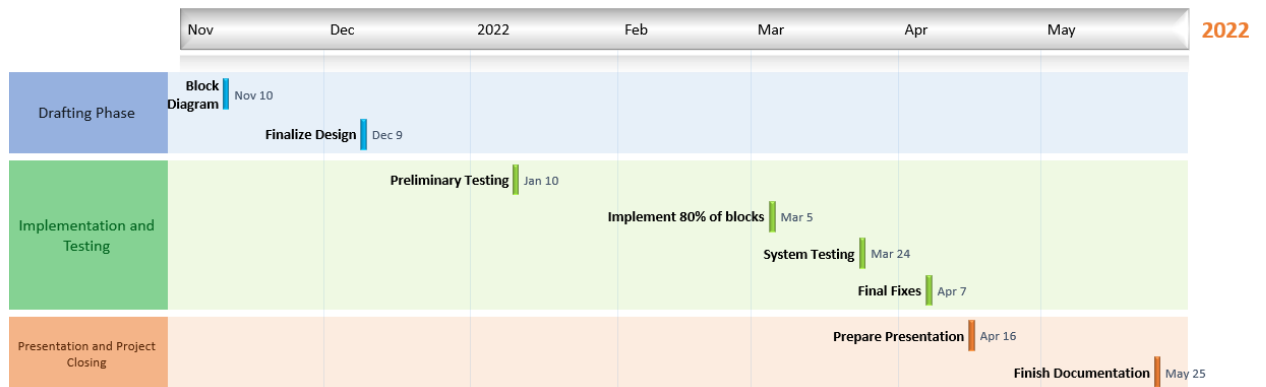 Nov Dec 2022 Feb Mar Apr May 2022
Drafting Phase
Block
Diagram Nov 10
Finalize Design Dec 9
Implementation and
Testing
Preliminary Testing Jan 10
Implement 80% of blocks Mar 5
System Testing Mar 24
Final Fixes Apr 7
Presentation and Project
Closing
Prepare Presentation Apr 16
Finish Documentation May 25